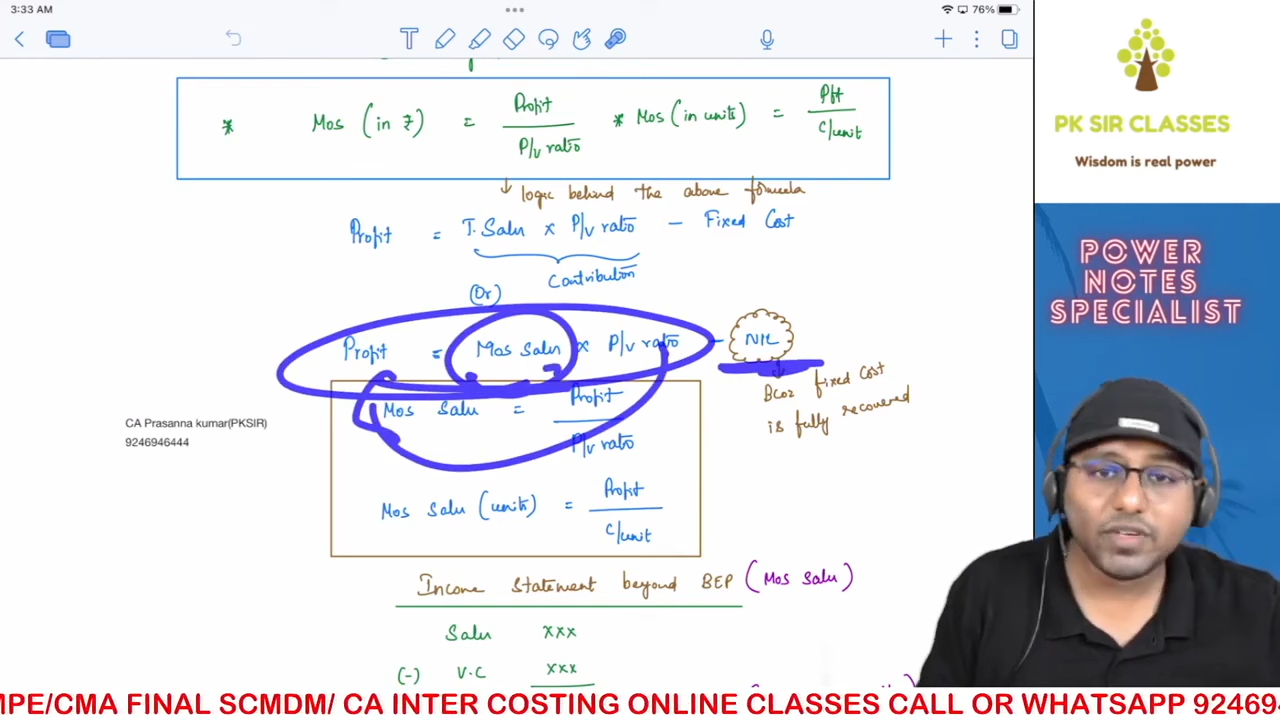 3:33 AM
76%
* Mos (in ₹) = Profit / P/v ratio * Mos (in units) = Pft / C/unit
↓ logic behind the above formula
Profit = T. Sales x P/v ratio - Fixed Cost
Contribution
(Or)
Profit = Mos Sales x P/v ratio - NIL
Bcoz fixed cost
is fully recovered
Mos Sales = Profit / P/v ratio
Mos Sales (units) = Profit / C/unit
Income Statement beyond BEP (Mos Sales)
Sales xxx
(-) V.C xxx
CA Prasanna kumar(PKSIR)
9246946444
PK SIR CLASSES
Wisdom is real power
POWER
NOTES
SPECIALIST
MPE/CMA FINAL SCMDM/ CA INTER COSTING ONLINE CLASSES CALL OR WHATSAPP 92469